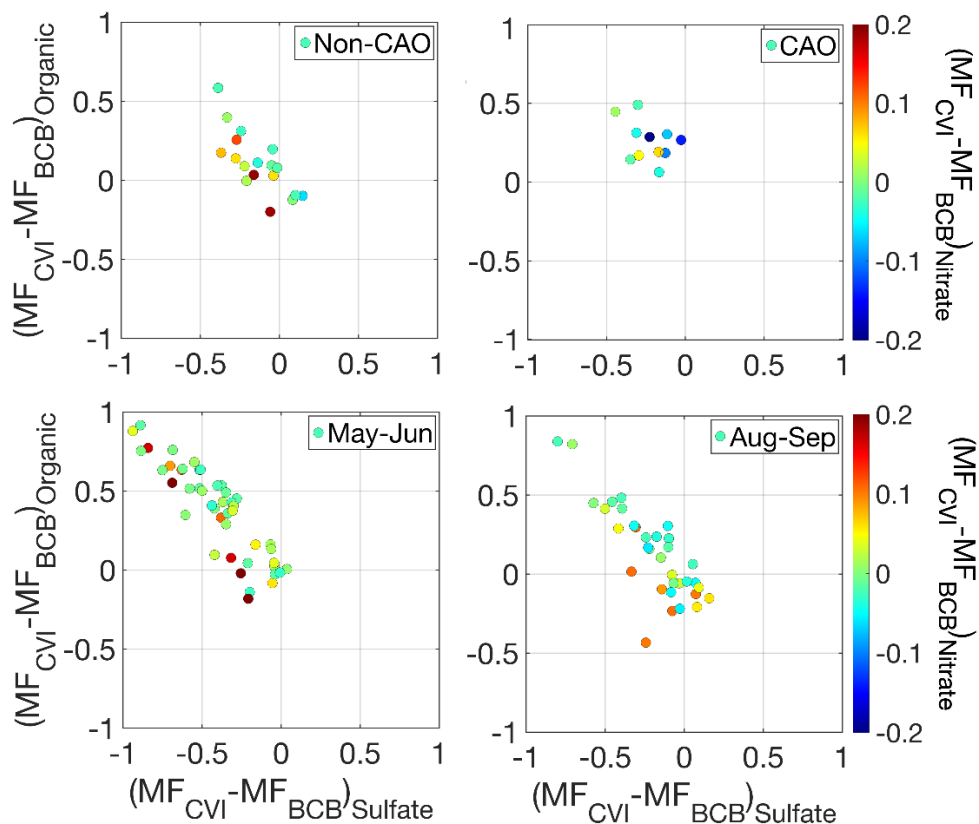 1
0.5
0
-0.5
-1
-1 -0.5 0 0.5 1
(MF_CVI-MF_BCB)_Organic
Non-CAO
1
0.5
0
-0.5
-1
-1 -0.5 0 0.5 1
CAO
0.2
0.1
0
-0.1
-0.2
(MF_CVI-MF_BCB)_Nitrate
1
0.5
0
-0.5
-1
-1 -0.5 0 0.5 1
(MF_CVI-MF_BCB)_Organic
(MF_CVI-MF_BCB)_Sulfate
May-Jun
1
0.5
0
-0.5
-1
-1 -0.5 0 0.5 1
(MF_CVI-MF_BCB)_Sulfate
Aug-Sep
0.2
0.1
0
-0.1
-0.2
(MF_CVI-MF_BCB)_Nitrate